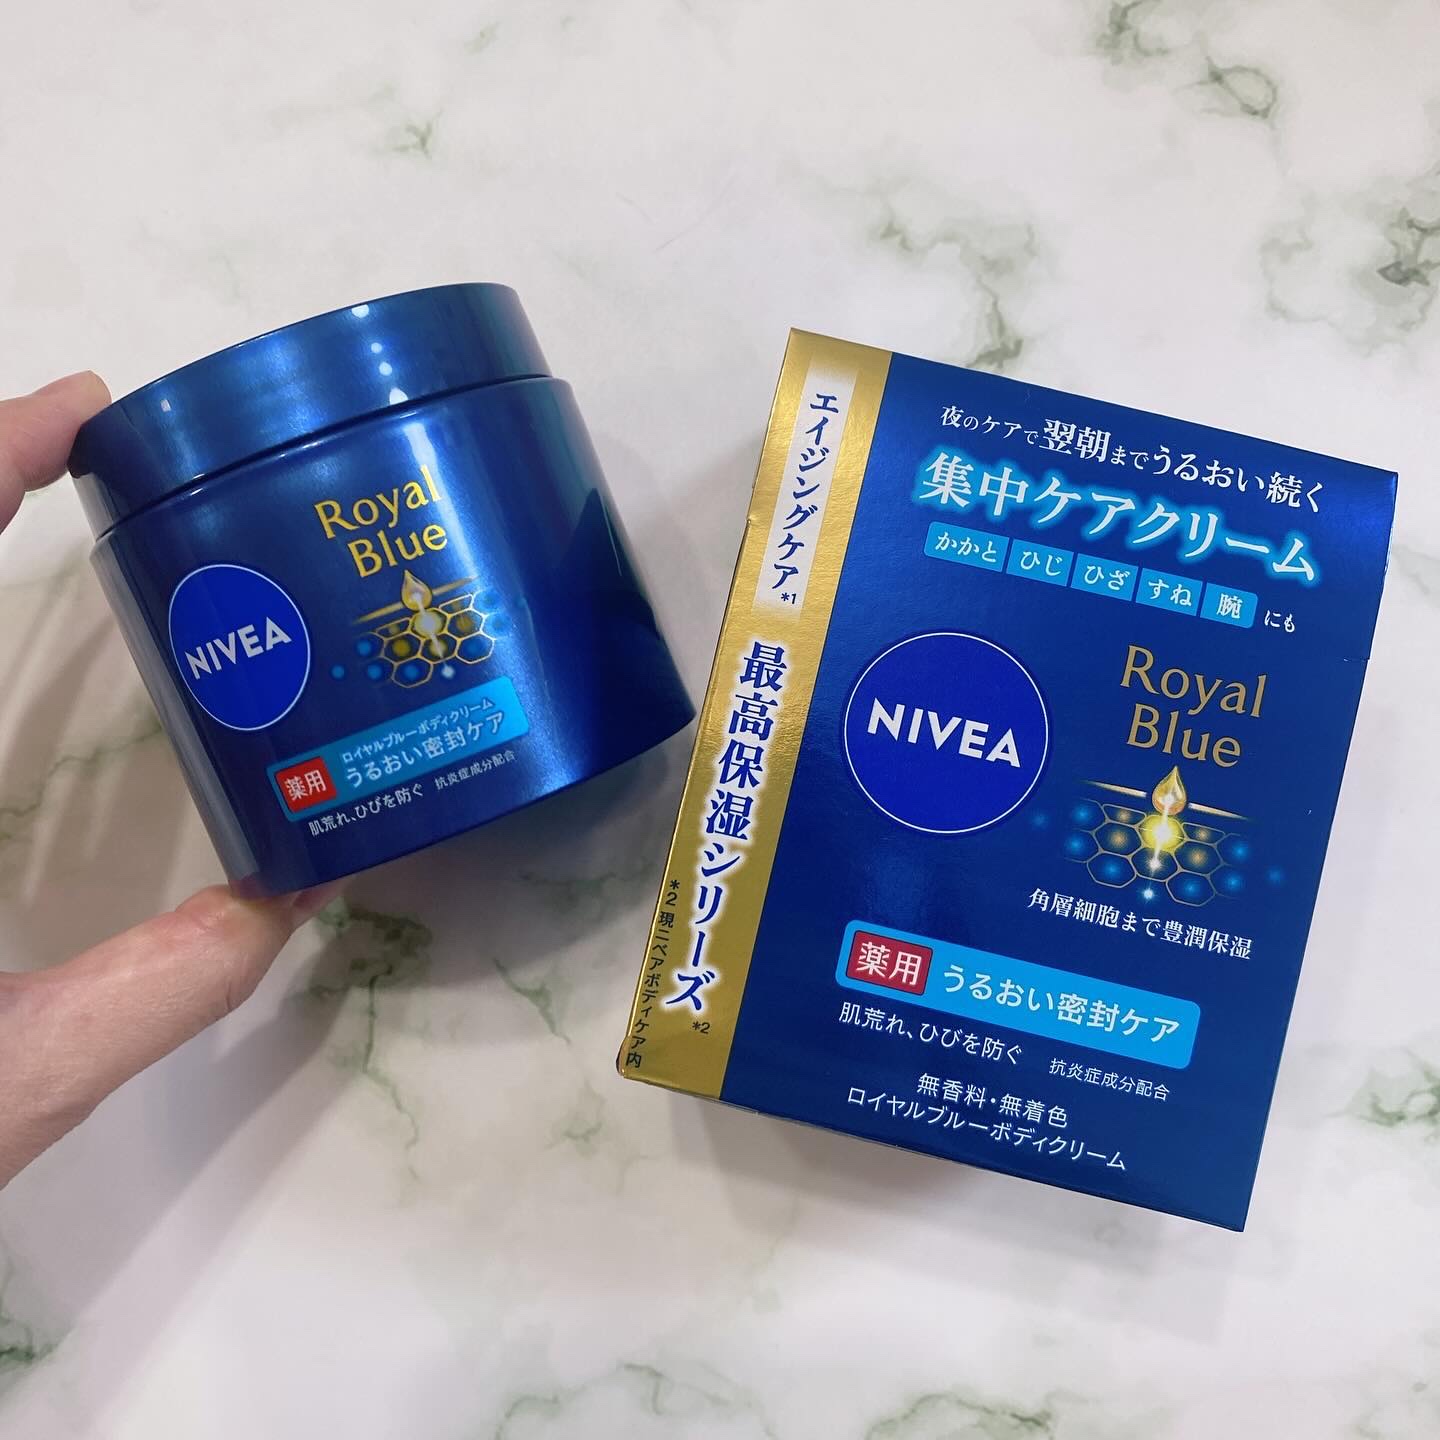 Royal
Blue
NIVEA
ロイヤルブルーボディクリーム
薬用 うるおい密封ケア
肌荒れ、ひびを防ぐ 抗炎症成分配合
エイジングケア*1
最高保湿シリーズ*2
*2 現ニベアボディケア内
夜のケアで翌朝までうるおい続く
集中ケアクリーム
かかと ひじ ひざ すね 腕 にも
NIVEA
Royal
Blue
角層細胞まで豊潤保湿
薬用 うるおい密封ケア
肌荒れ、ひびを防ぐ 抗炎症成分配合
無香料・無着色
ロイヤルブルーボディクリーム